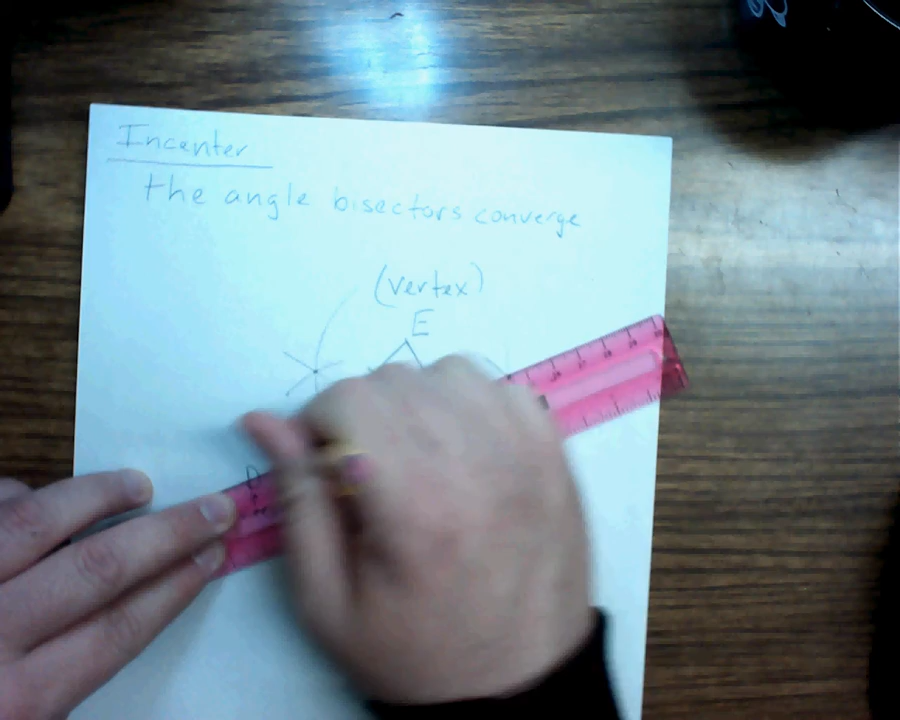 Incenter
the angle bisectors converge
(vertex)
E
D